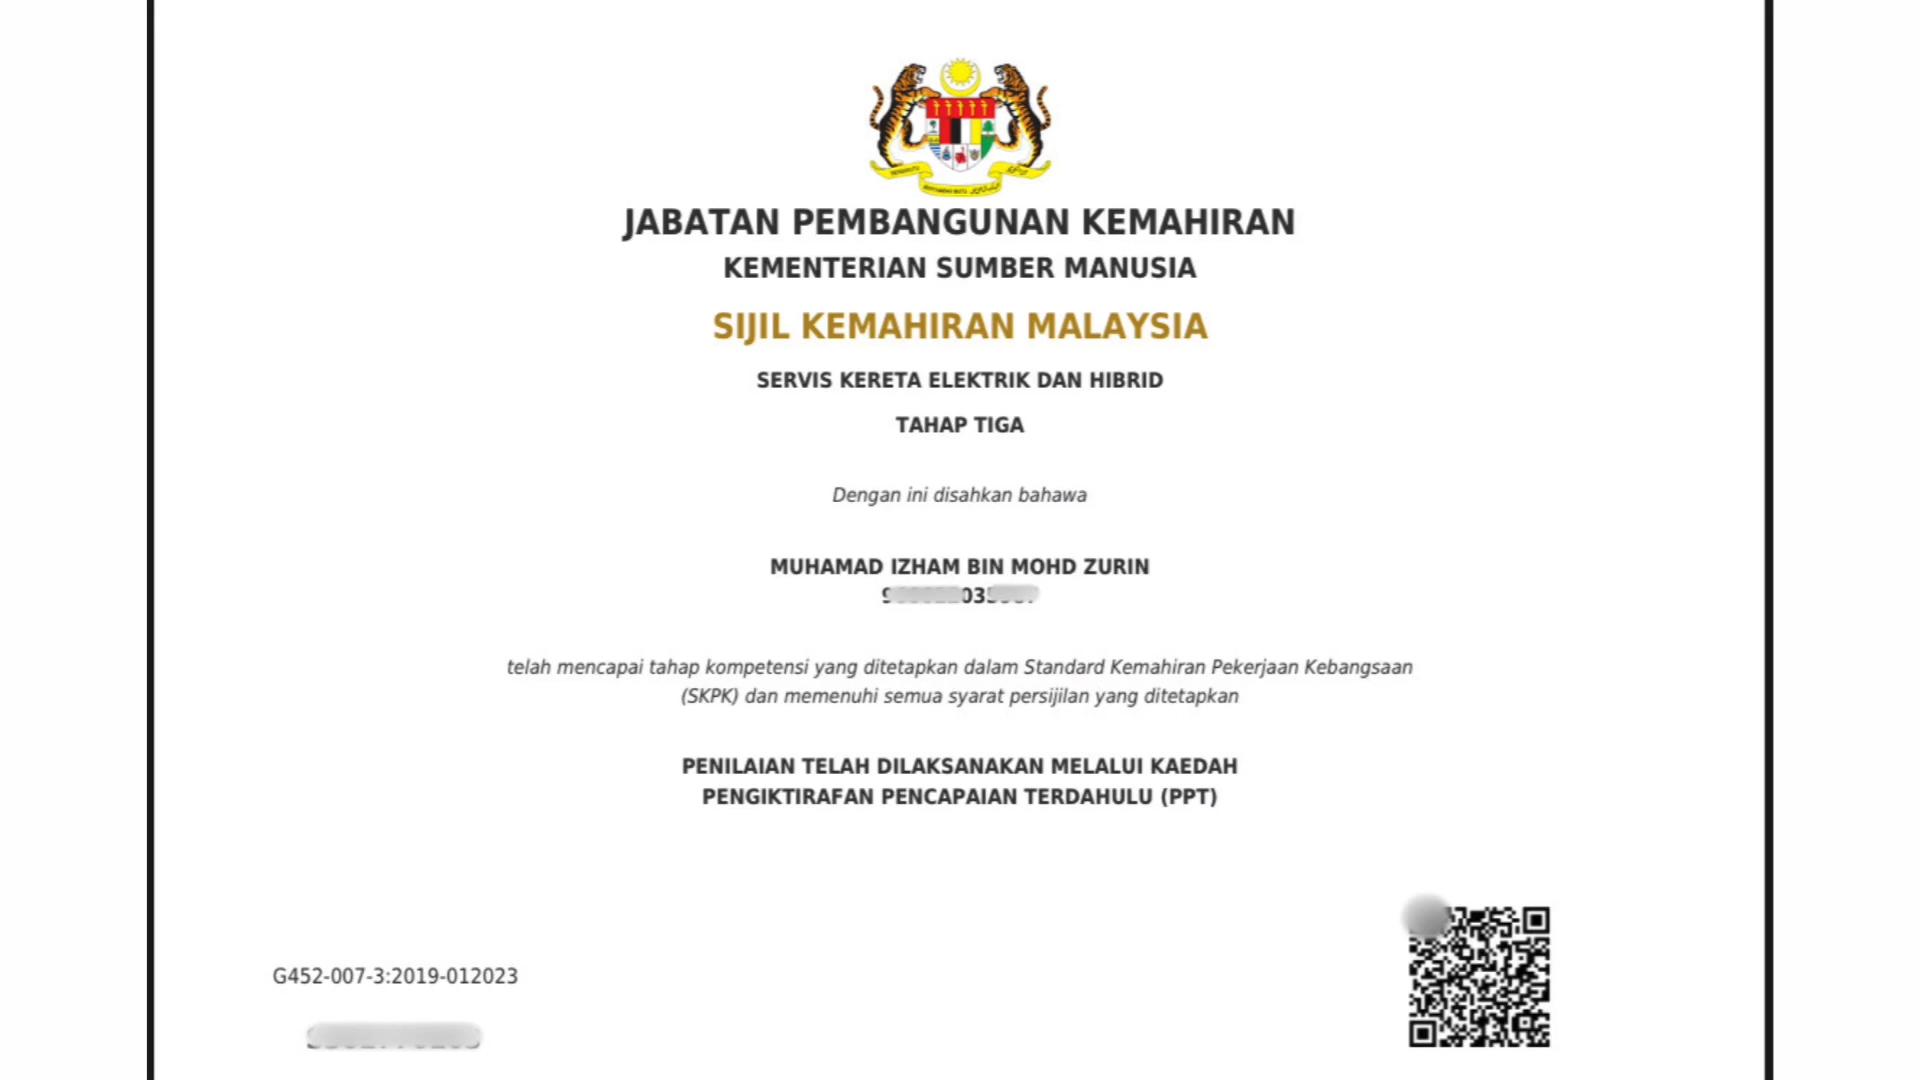 JABATAN PEMBANGUNAN KEMAHIRAN
KEMENTERIAN SUMBER MANUSIA
SIJIL KEMAHIRAN MALAYSIA
SERVIS KERETA ELEKTRIK DAN HIBRID
TAHAP TIGA
Dengan ini disahkan bahawa
MUHAMAD IZHAM BIN MOHD ZURIN
telah mencapai tahap kompetensi yang ditetapkan dalam Standard Kemahiran Pekerjaan Kebangsaan
(SKPK) dan memenuhi semua syarat persijilan yang ditetapkan
PENILAIAN TELAH DILAKSANAKAN MELALUI KAEDAH
PENGIKTIRAFAN PENCAPAIAN TERDAHULU (PPT)
G452-007-3:2019-012023